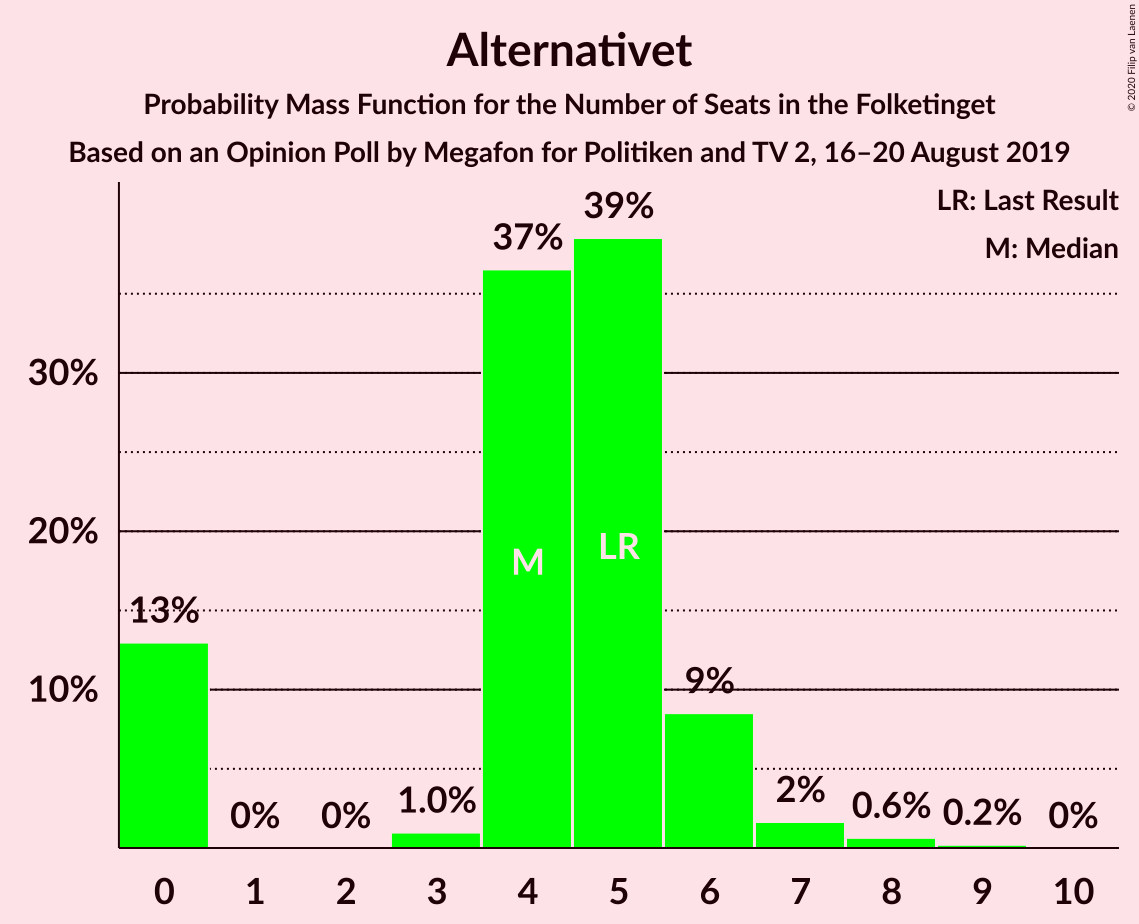 Alternativet
Probability Mass Function for the Number of Seats in the Folketinget
Based on an Opinion Poll by Megafon for Politiken and TV 2, 16–20 August 2019
© 2020 Filip van Laenen
LR: Last Result
M: Median
39%
37%
30%
20%
10%
M
LR
13%
0%
0%
1.0%
9%
2%
0.6%
0.2%
0%
0 1 2 3 4 5 6 7 8 9 10